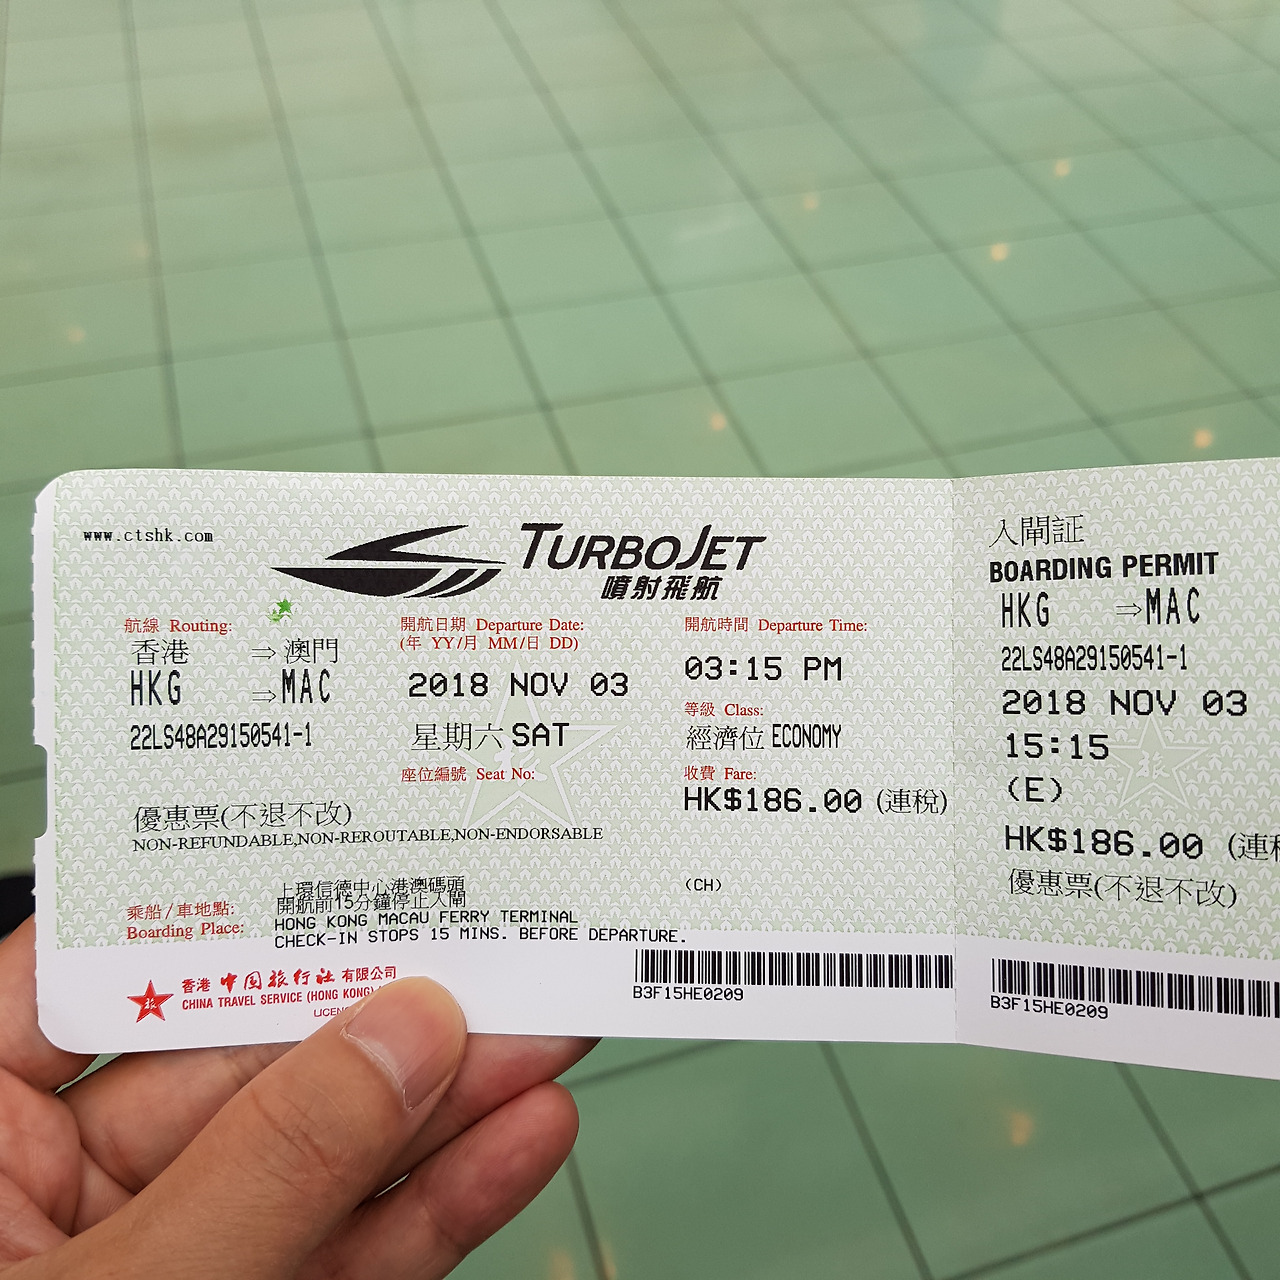 www.ctshk.com
TURBOJET
噴射飛航
航線 Routing:
香港 ⇒ 澳門
HKG ⇒ MAC
22LS48A29150541-1
開航日期 Departure Date:
(年 YY/月 MM/日 DD)
2018 NOV 03
星期六 SAT
座位編號 Seat No:
開航時間 Departure Time:
03:15 PM
等級 Class:
經濟位 ECONOMY
收費 Fare:
HK$186.00 (連稅)
優惠票(不退不改)
NON-REFUNDABLE,NON-REROUTABLE,NON-ENDORSABLE
(CH)
乘船/車地點:
Boarding Place:
上環信德中心港澳碼頭
開航前15分鐘停止入閘
HONG KONG MACAU FERRY TERMINAL
CHECK-IN STOPS 15 MINS. BEFORE DEPARTURE.
旅
香港 中国旅行社 有限公司
CHINA TRAVEL SERVICE (HONG KONG)
B3F15HE0209
入閘証
BOARDING PERMIT
HKG ⇒ MAC
22LS48A29150541-1
2018 NOV 03
15:15
(E)
HK$186.00 (連
優惠票(不退不改)
B3F15HE0209